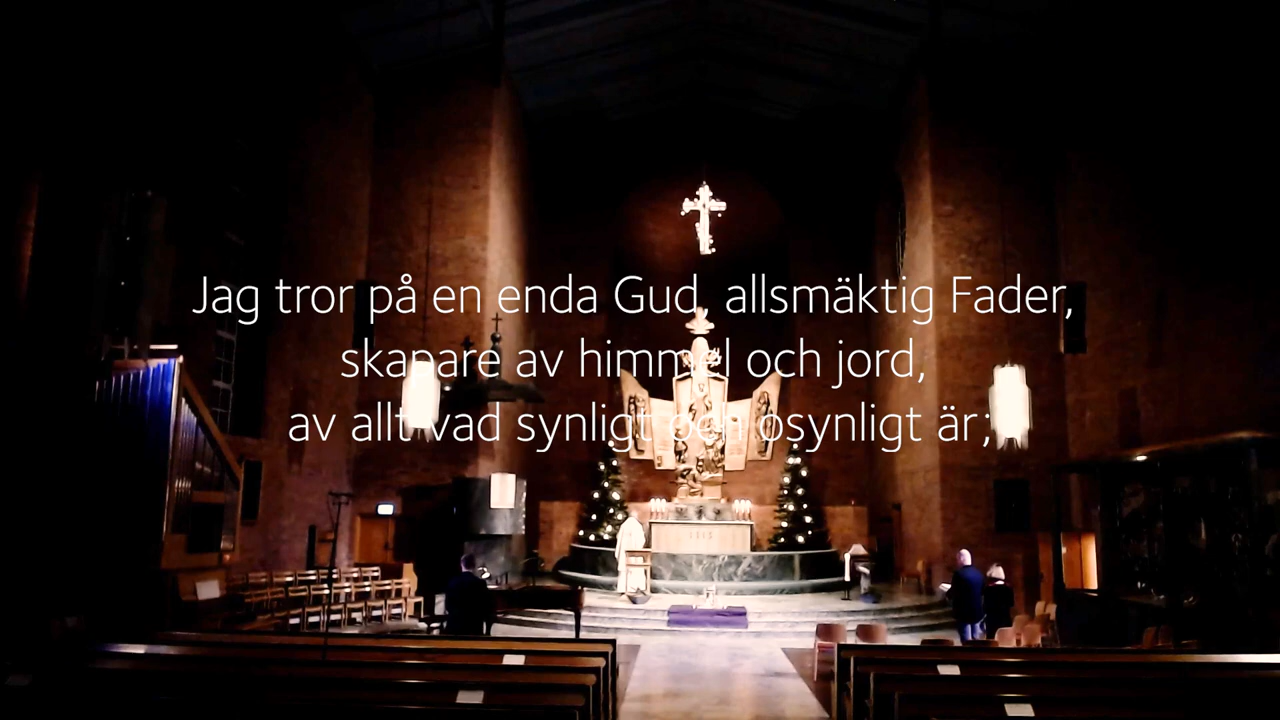 Jag tror på en enda Gud, allsmäktig Fader,
skapare av himmel och jord,
av allt vad synligt och osynligt är;